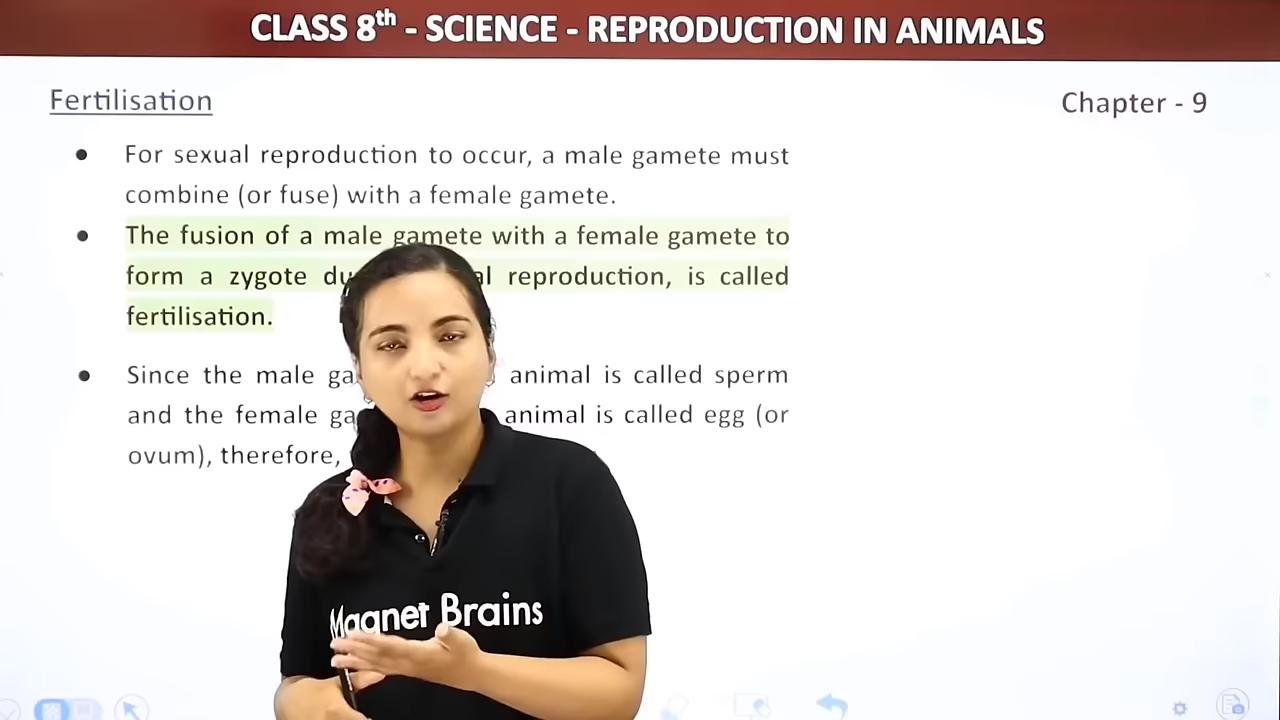 CLASS 8th - SCIENCE - REPRODUCTION IN ANIMALS
Fertilisation
Chapter - 9
● For sexual reproduction to occur, a male gamete must
combine (or fuse) with a female gamete.
● The fusion of a male gamete with a female gamete to
form a zygote reproduction, is called
fertilisation.
● Since the male animal is called sperm
and the female animal is called egg (or
ovum), therefore,
Magnet Brains